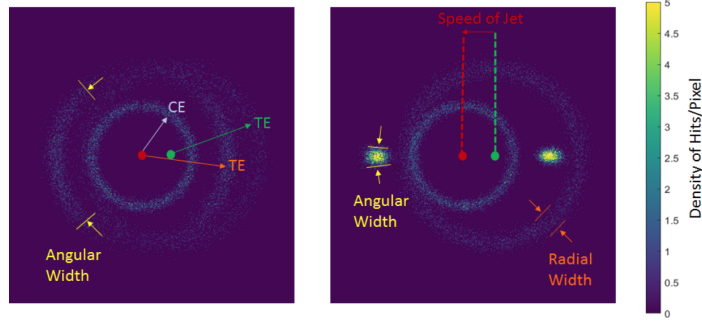 CE
TE
TE
Angular
Width
Speed of Jet
Angular
Width
Radial
Width
5
4.5
4
3.5
3
2.5
2
1.5
1
0.5
0
Density of Hits/Pixel